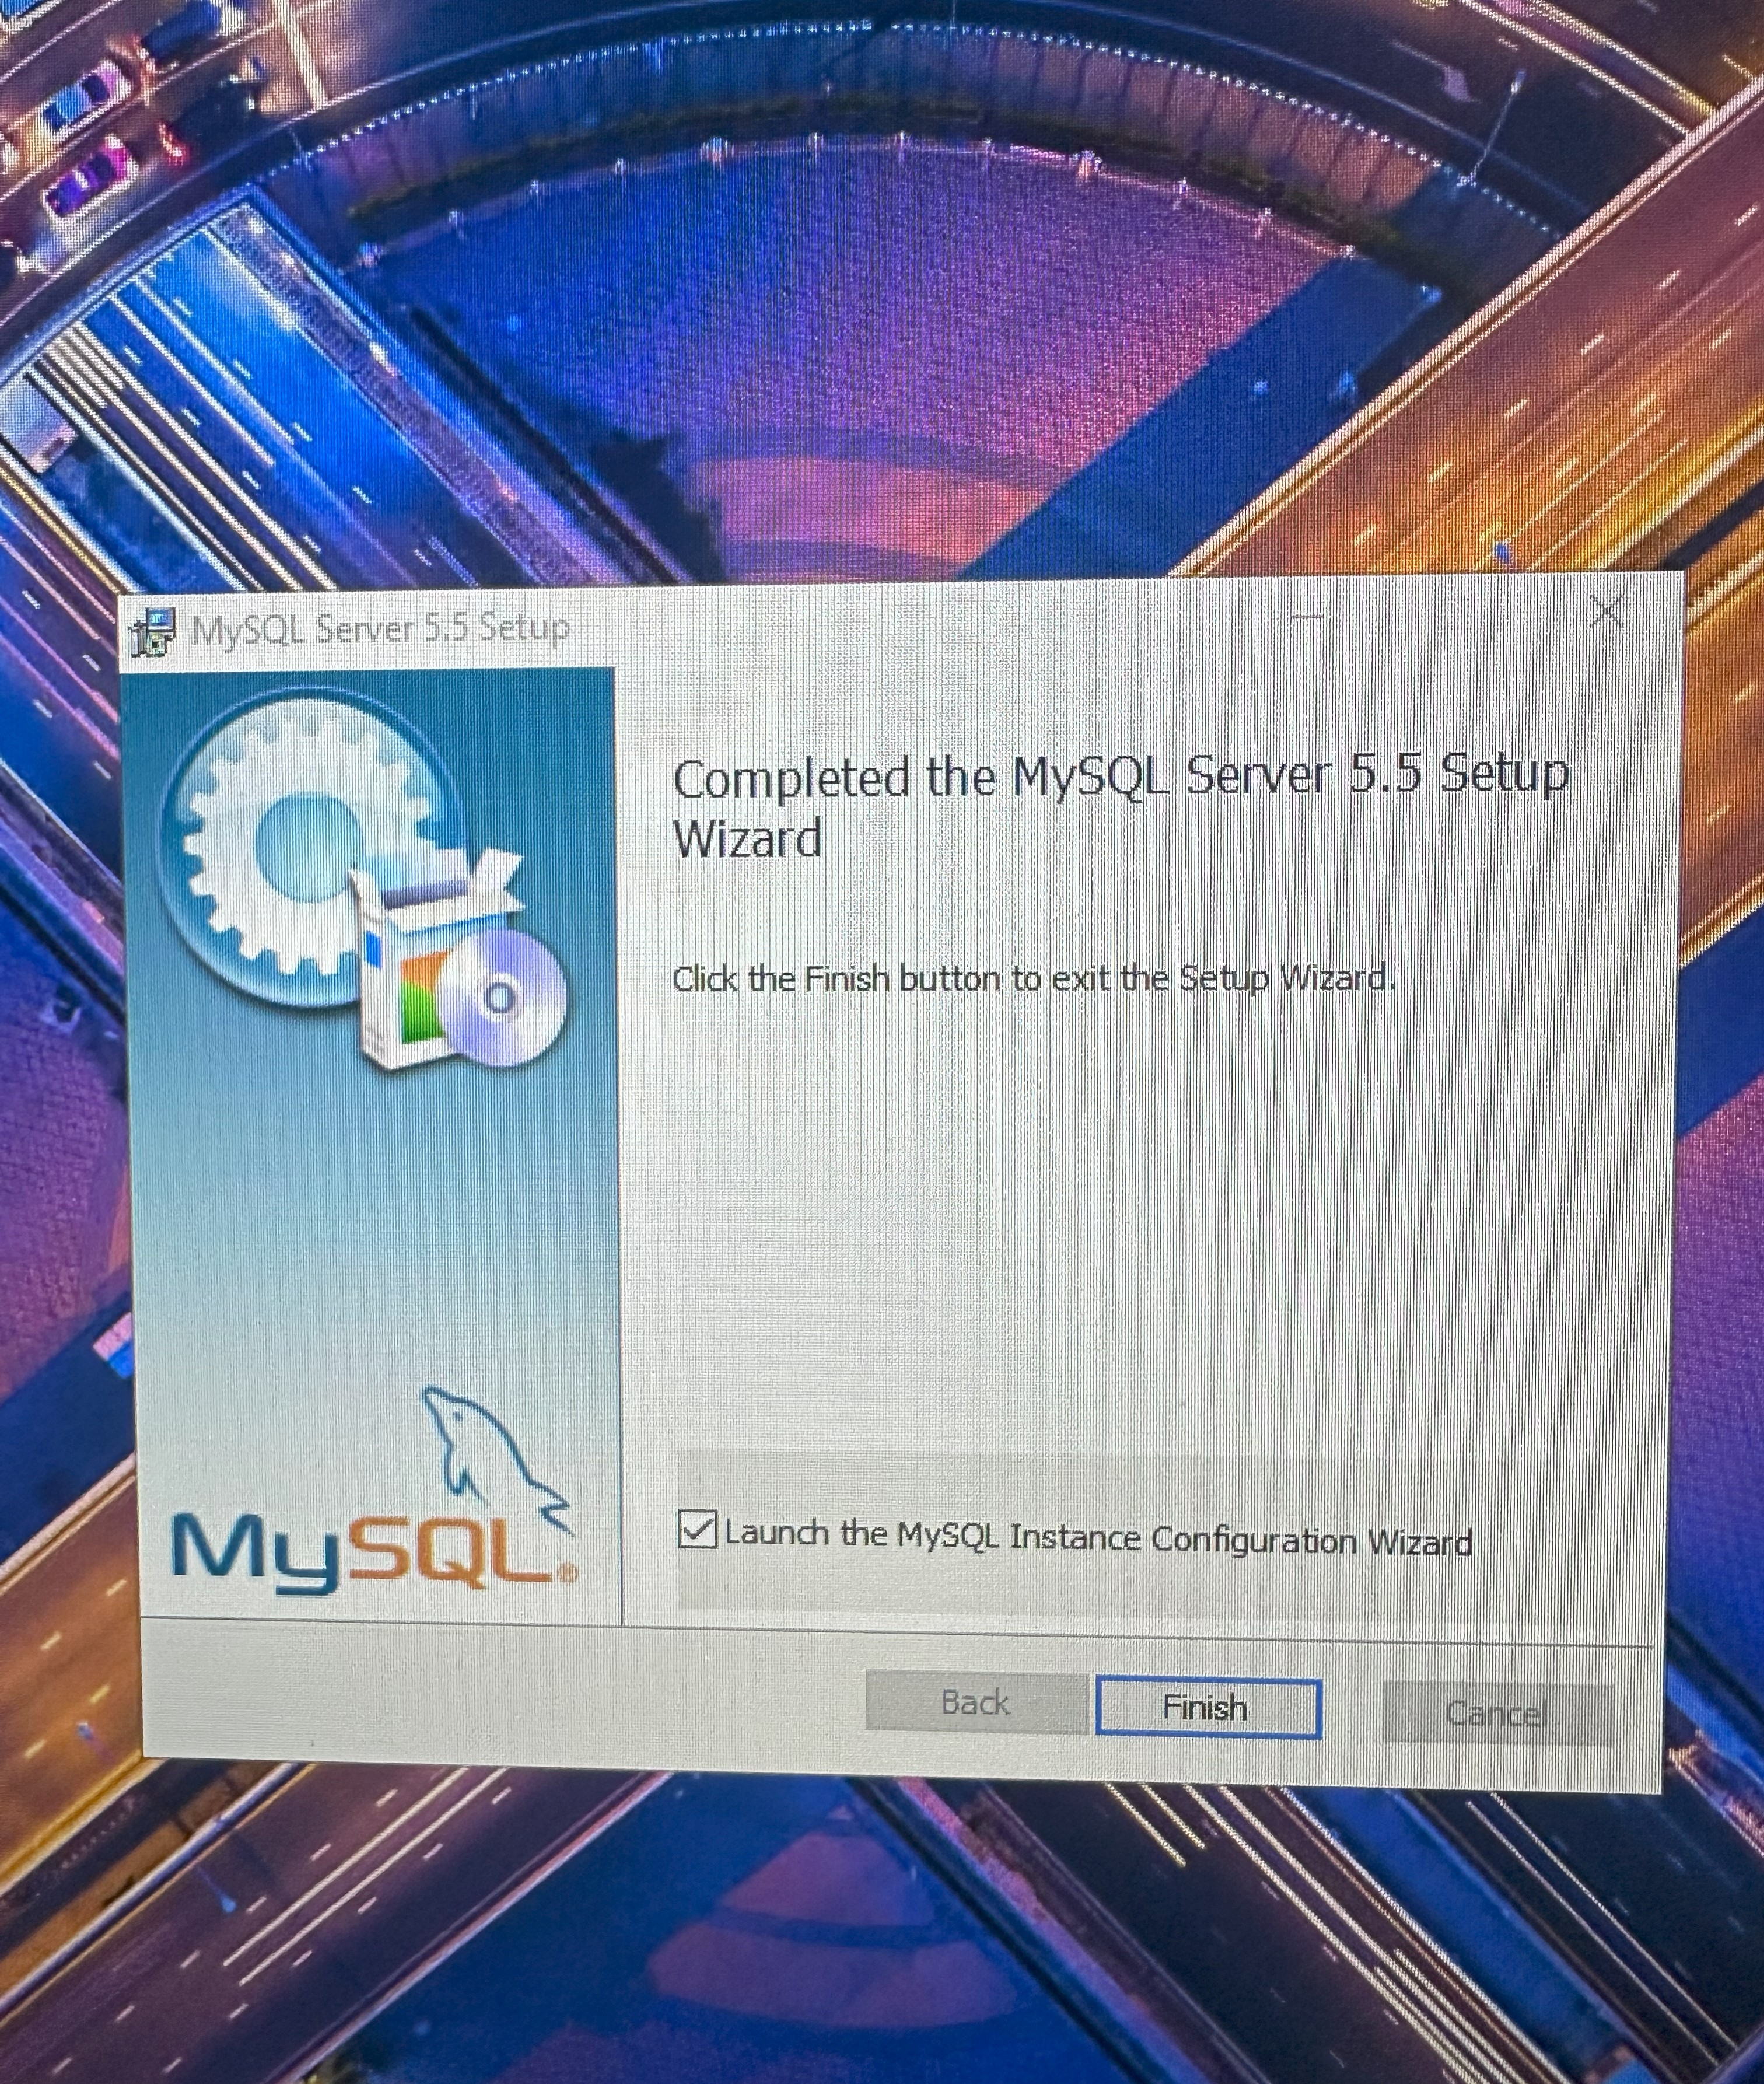 MySQL Server 5.5 Setup
Completed the MySQL Server 5.5 Setup
Wizard
Click the Finish button to exit the Setup Wizard.
MySQL®
Launch the MySQL Instance Configuration Wizard
Back
Finish
Cancel